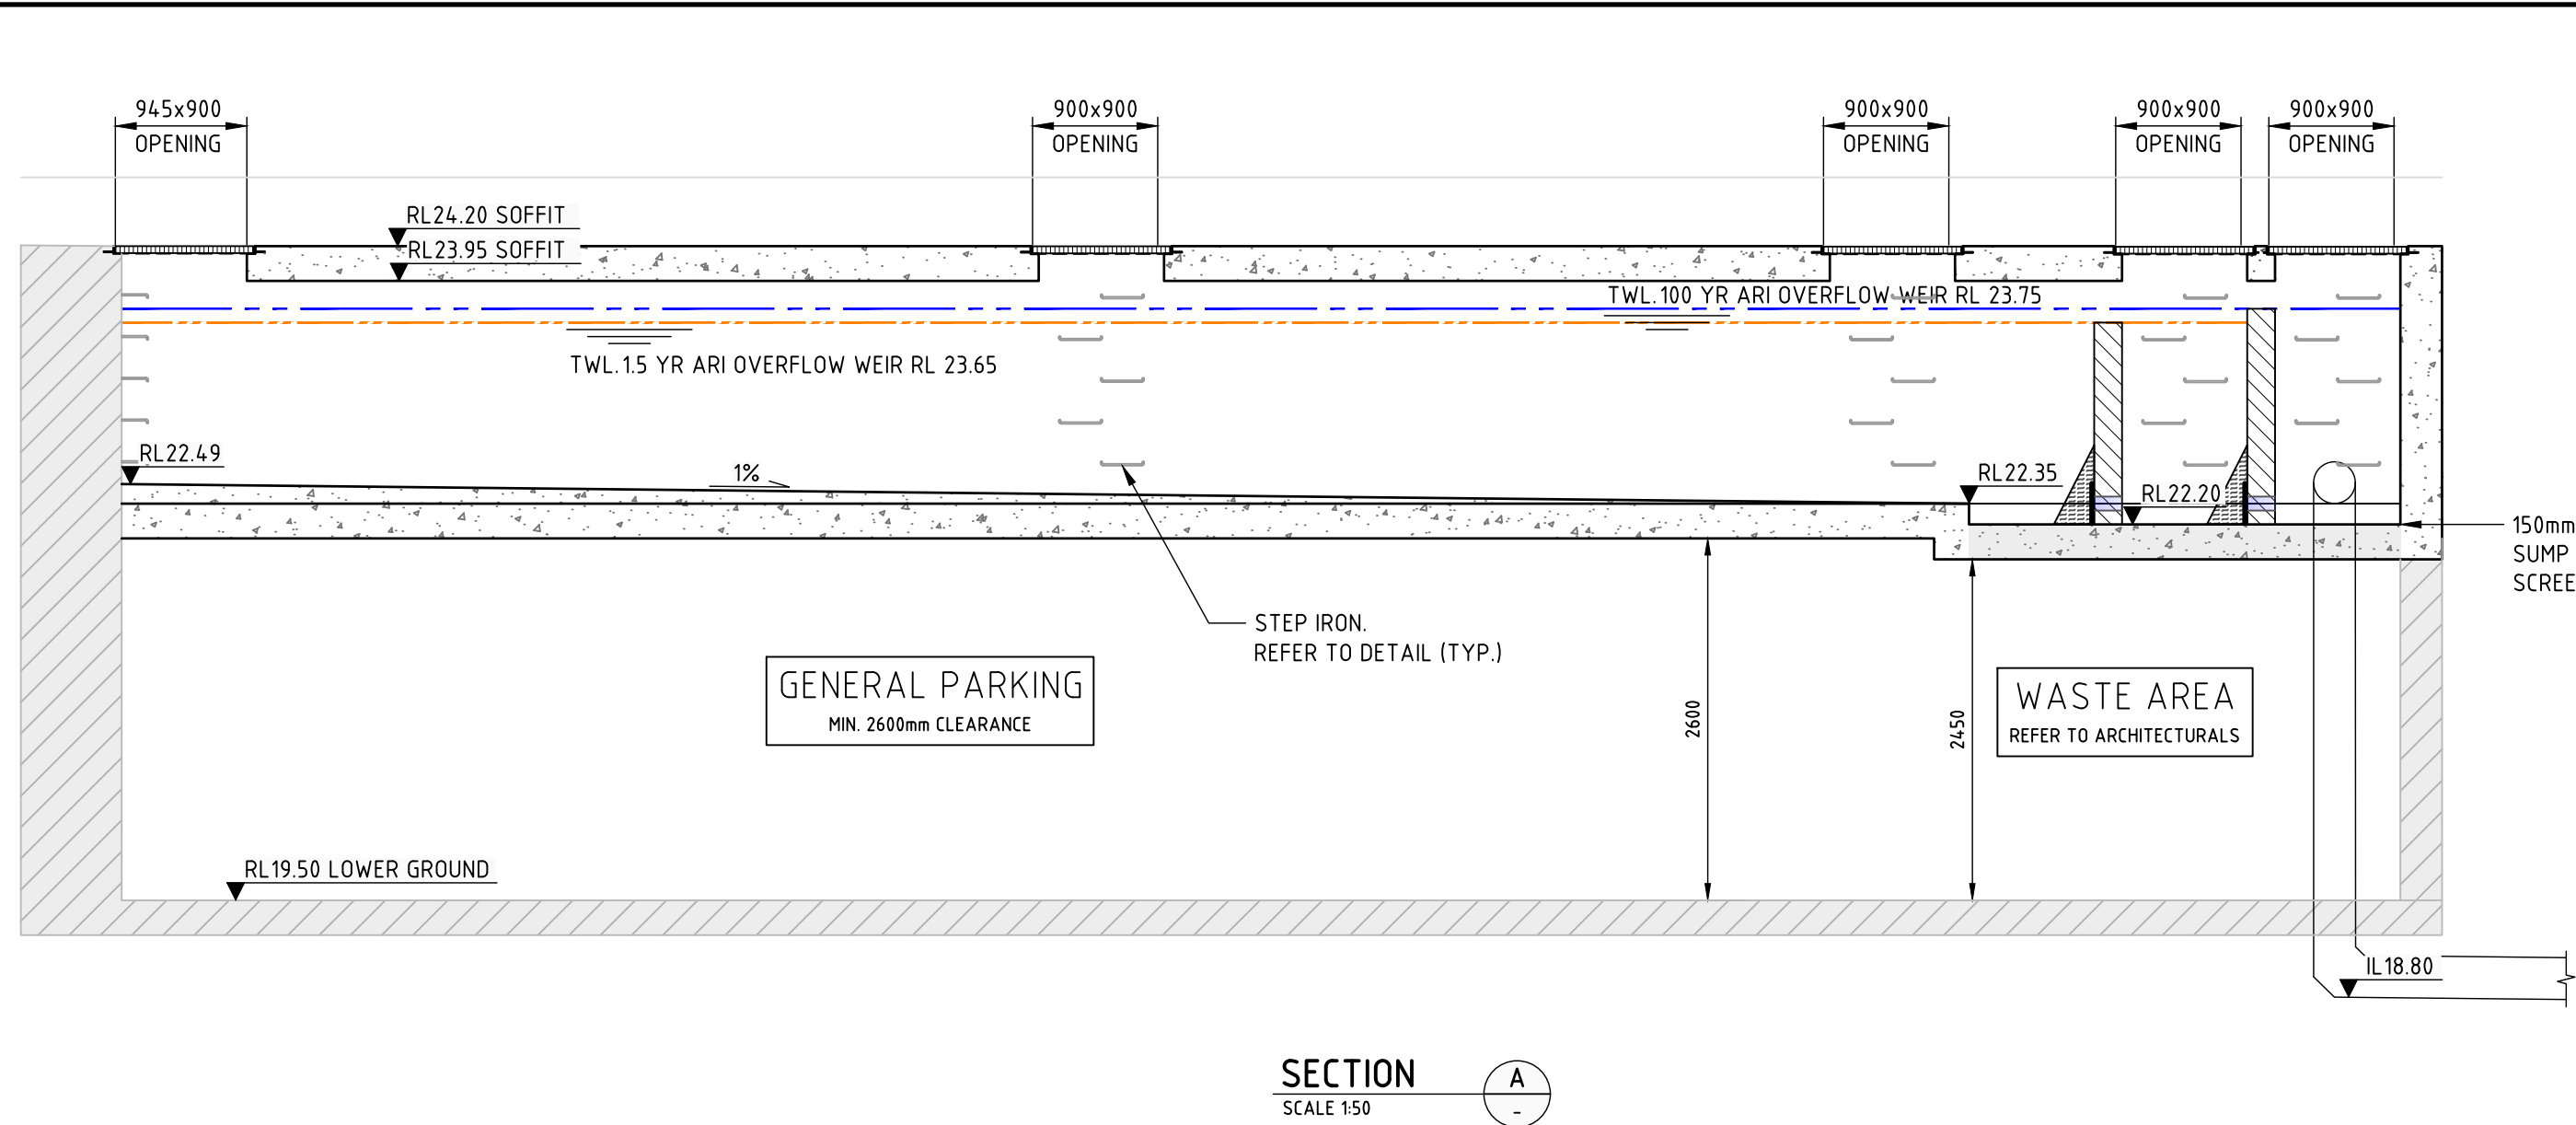 945x900
OPENING
900x900
OPENING
900x900
OPENING
900x900
OPENING
900x900
OPENING
RL24.20 SOFFIT
RL23.95 SOFFIT
TWL.100 YR ARI OVERFLOW WEIR RL 23.75
TWL.1.5 YR ARI OVERFLOW WEIR RL 23.65
RL22.49
1%
RL22.35
RL22.20
150mm
SUMP
SCREE
STEP IRON.
REFER TO DETAIL (TYP.)
GENERAL PARKING
MIN. 2600mm CLEARANCE
2600
2450
WASTE AREA
REFER TO ARCHITECTURALS
RL19.50 LOWER GROUND
IL18.80
SECTION
SCALE 1:50
A
-